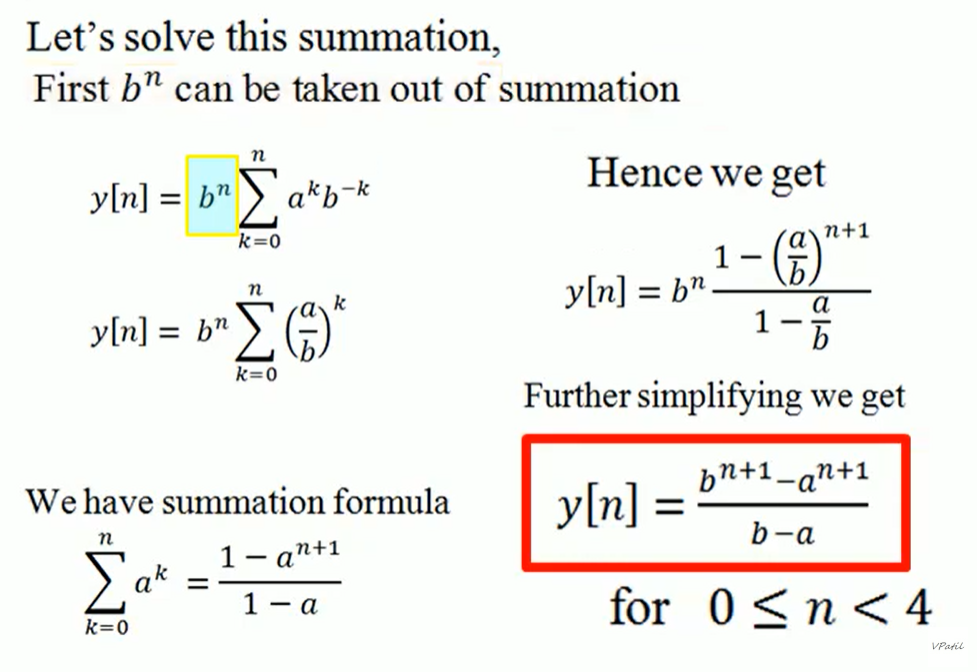 Let's solve this summation,
First bⁿ can be taken out of summation
y[n] = bⁿ ∑_{k=0}^{n} a^k b^{-k}
y[n] = bⁿ ∑_{k=0}^{n} (a/b)^k
We have summation formula
∑_{k=0}^{n} a^k = (1 − a^{n+1})/(1 − a)
Hence we get
y[n] = bⁿ (1 − (a/b)^{n+1})/(1 − a/b)
Further simplifying we get
y[n] = (b^{n+1} − a^{n+1})/(b − a)
for 0 ≤ n < 4
VPatil